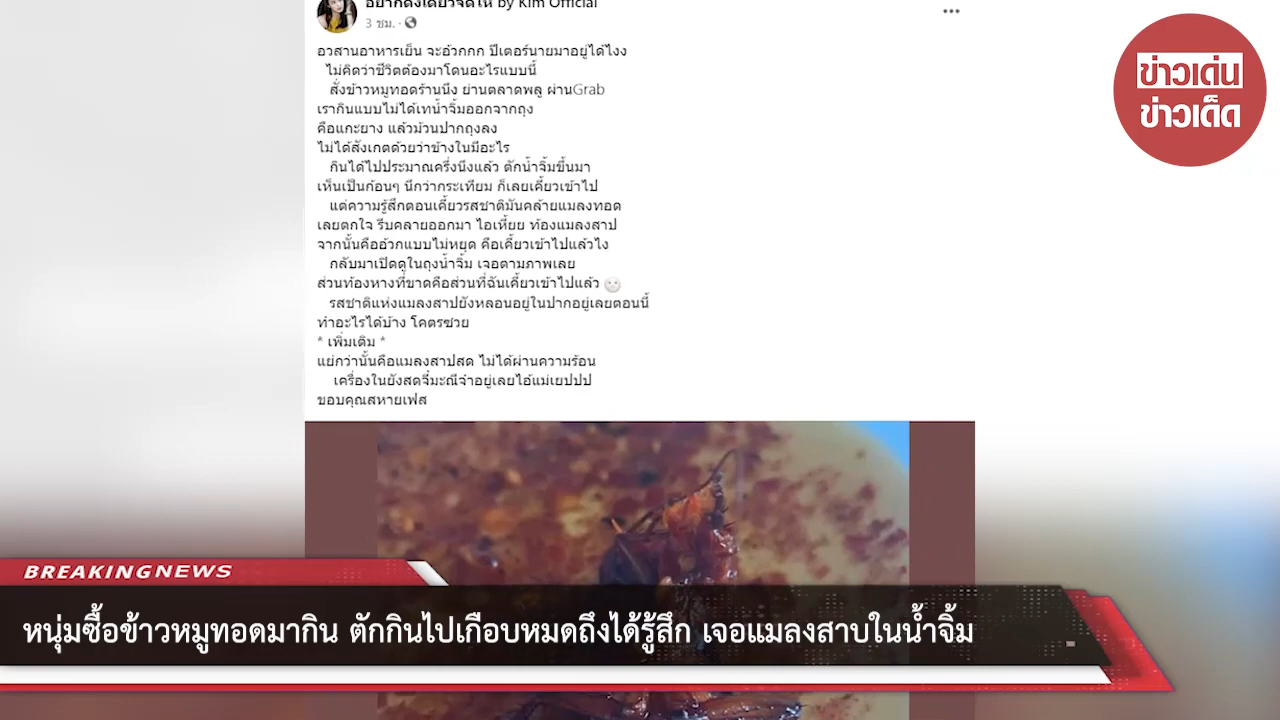 อยากดังเดี๋ยวจัดให้ by Kim Official
3 ชม. ·
อวสานอาหารเย็น จะอ๊วกกก ปีเตอร์นายมาอยู่ได้ไงง
ไม่คิดว่าชีวิตต้องมาโดนอะไรแบบนี้
สั่งข้าวหมูทอดร้านนึง ย่านตลาดพลู ผ่านGrab
เรากินแบบไม่ได้เทน้ำจิ้มออกจากถุง
คือแกะยาง แล้วม้วนปากถุงลง
ไม่ได้สังเกตด้วยว่าข้างในมีอะไร
กินได้ไปประมาณครึ่งนึงแล้ว ตักน้ำจิ้มขึ้นมา
เห็นเป็นก้อนๆ นึกว่ากระเทียม ก็เลยเคี้ยวเข้าไป
แต่ความรู้สึกตอนเคี้ยวรสชาติมันคล้ายแมลงทอด
เลยตกใจ รีบคลายออกมา ไอเหี้ยย ท้องแมลงสาป
จากนั้นคืออ้วกแบบไม่หยุด คือเคี้ยวเข้าไปแล้วไง
กลับมาเปิดดูในถุงน้ำจิ้ม เจอตามภาพเลย
ส่วนท้องหางที่ขาดคือส่วนที่ฉันเคี้ยวเข้าไปแล้ว
รสชาติแห่งแมลงสาปยังหลอนอยู่ในปากอยู่เลยตอนนี้
ทำอะไรได้บ้าง โคตรซวย
* เพิ่มเติม *
แย่กว่านั้นคือแมลงสาปสด ไม่ได้ผ่านความร้อน
เครื่องในยังสดจี๋มะณีจ๋าอยู่เลยไอ้แม่เยปปป
ขอบคุณสหายเฟส
ข่าวเด่น
ข่าวเด็ด
BREAKING NEWS
หนุ่มซื้อข้าวหมูทอดมากิน ตักกินไปเกือบหมดถึงได้รู้สึก เจอแมลงสาบในน้ำจิ้ม